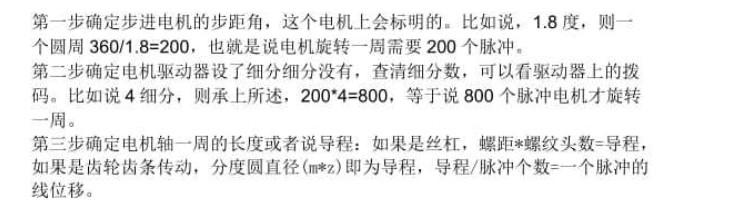 第一步确定步进电机的步距角，这个电机上会标明的。比如说，1.8 度，则一
个圆周 360/1.8=200，也就是说电机旋转一周需要 200 个脉冲。
第二步确定电机驱动器设了细分细分没有，查清细分数，可以看驱动器上的拨
码。比如说 4 细分，则承上所述，200*4=800，等于说 800 个脉冲电机才旋转
一周。
第三步确定电机轴一周的长度或者说导程：如果是丝杠，螺距*螺纹头数=导程，
如果是齿轮齿条传动，分度圆直径(m*z)即为导程，导程/脉冲个数=一个脉冲的
线位移。